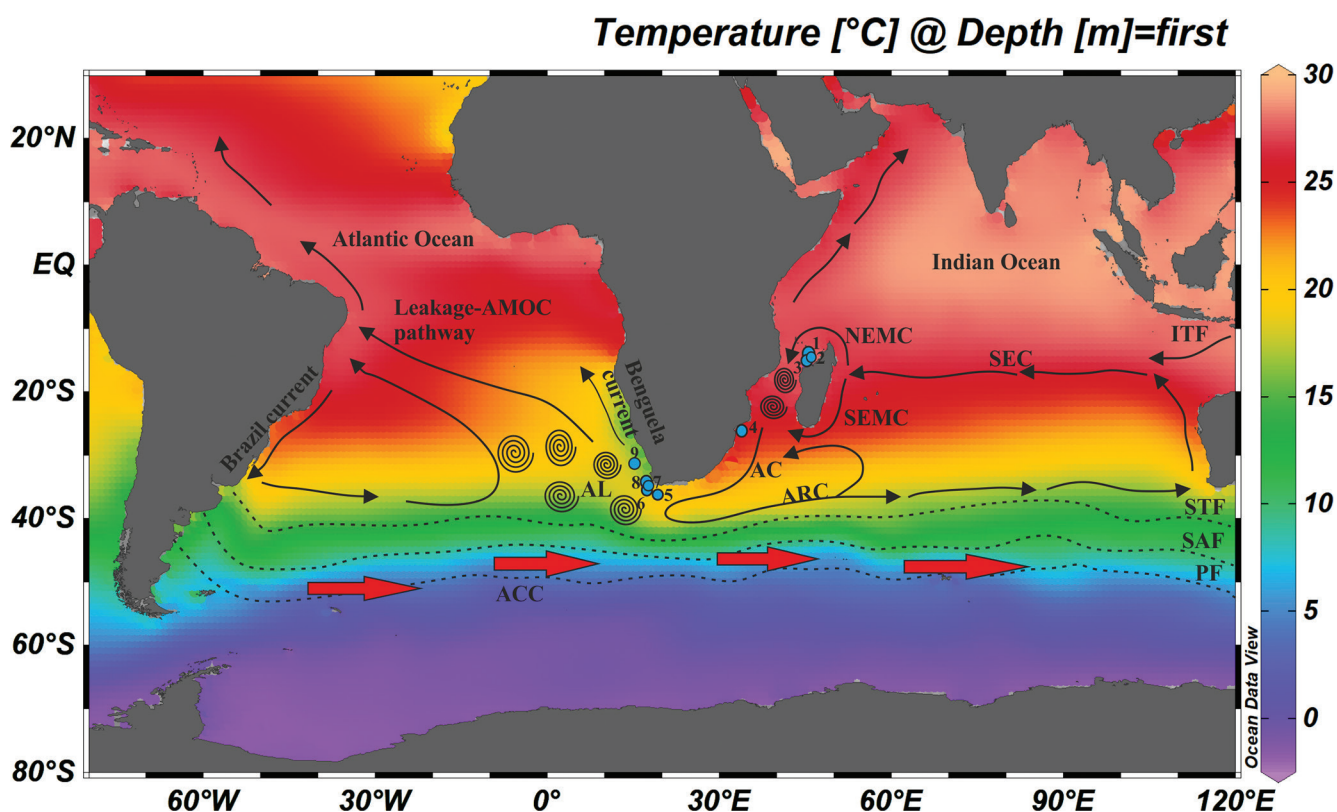 Temperature [°C] @ Depth [m]=first
30
25
20
15
10
5
0
Ocean Data View
20°N
EQ
20°S
40°S
60°S
80°S
60°W
30°W
0°
30°E
60°E
90°E
120°E
Atlantic Ocean
Indian Ocean
Leakage-AMOC
pathway
Benguela
current
Brazil current
NEMC
SEMC
SEC
ITF
AC
ARC
AL
ACC
STF
SAF
PF
1
2
3
4
5
6
7
8
9